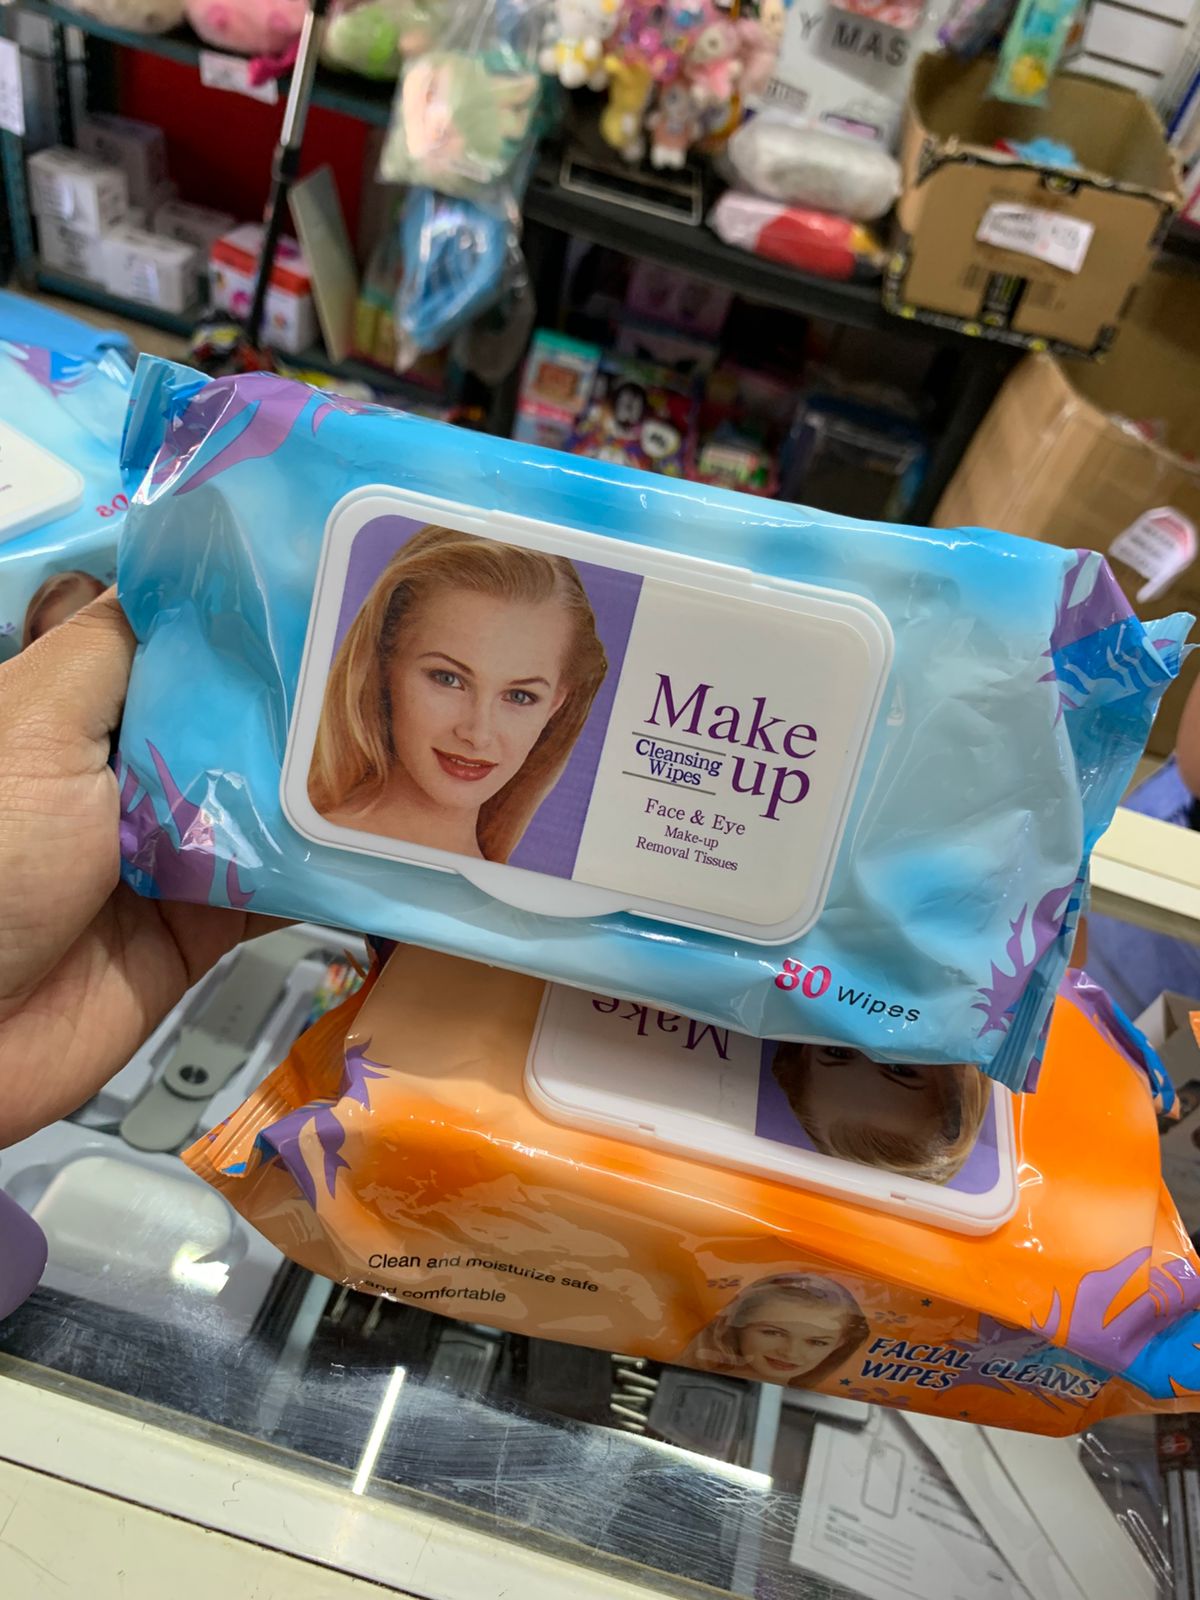 Y MAS
80
Make
up
Cleansing
Wipes
Face & Eye
Make-up
Removal Tissues
80 Wipes
Make
Clean and moisturize safe
and comfortable
FACIAL CLEANS
WIPES